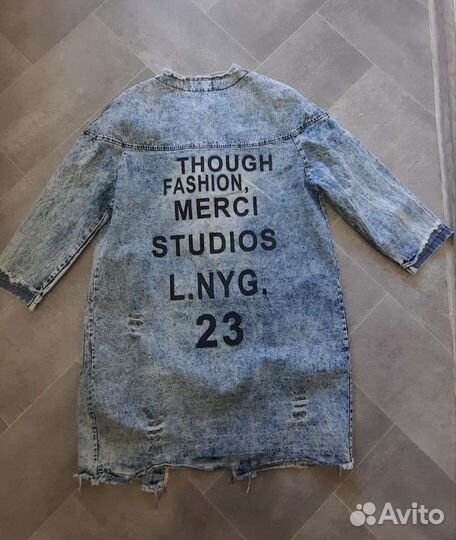 THOUGH
FASHION,
MERCI
STUDIOS
L.NYG.
23
Avito